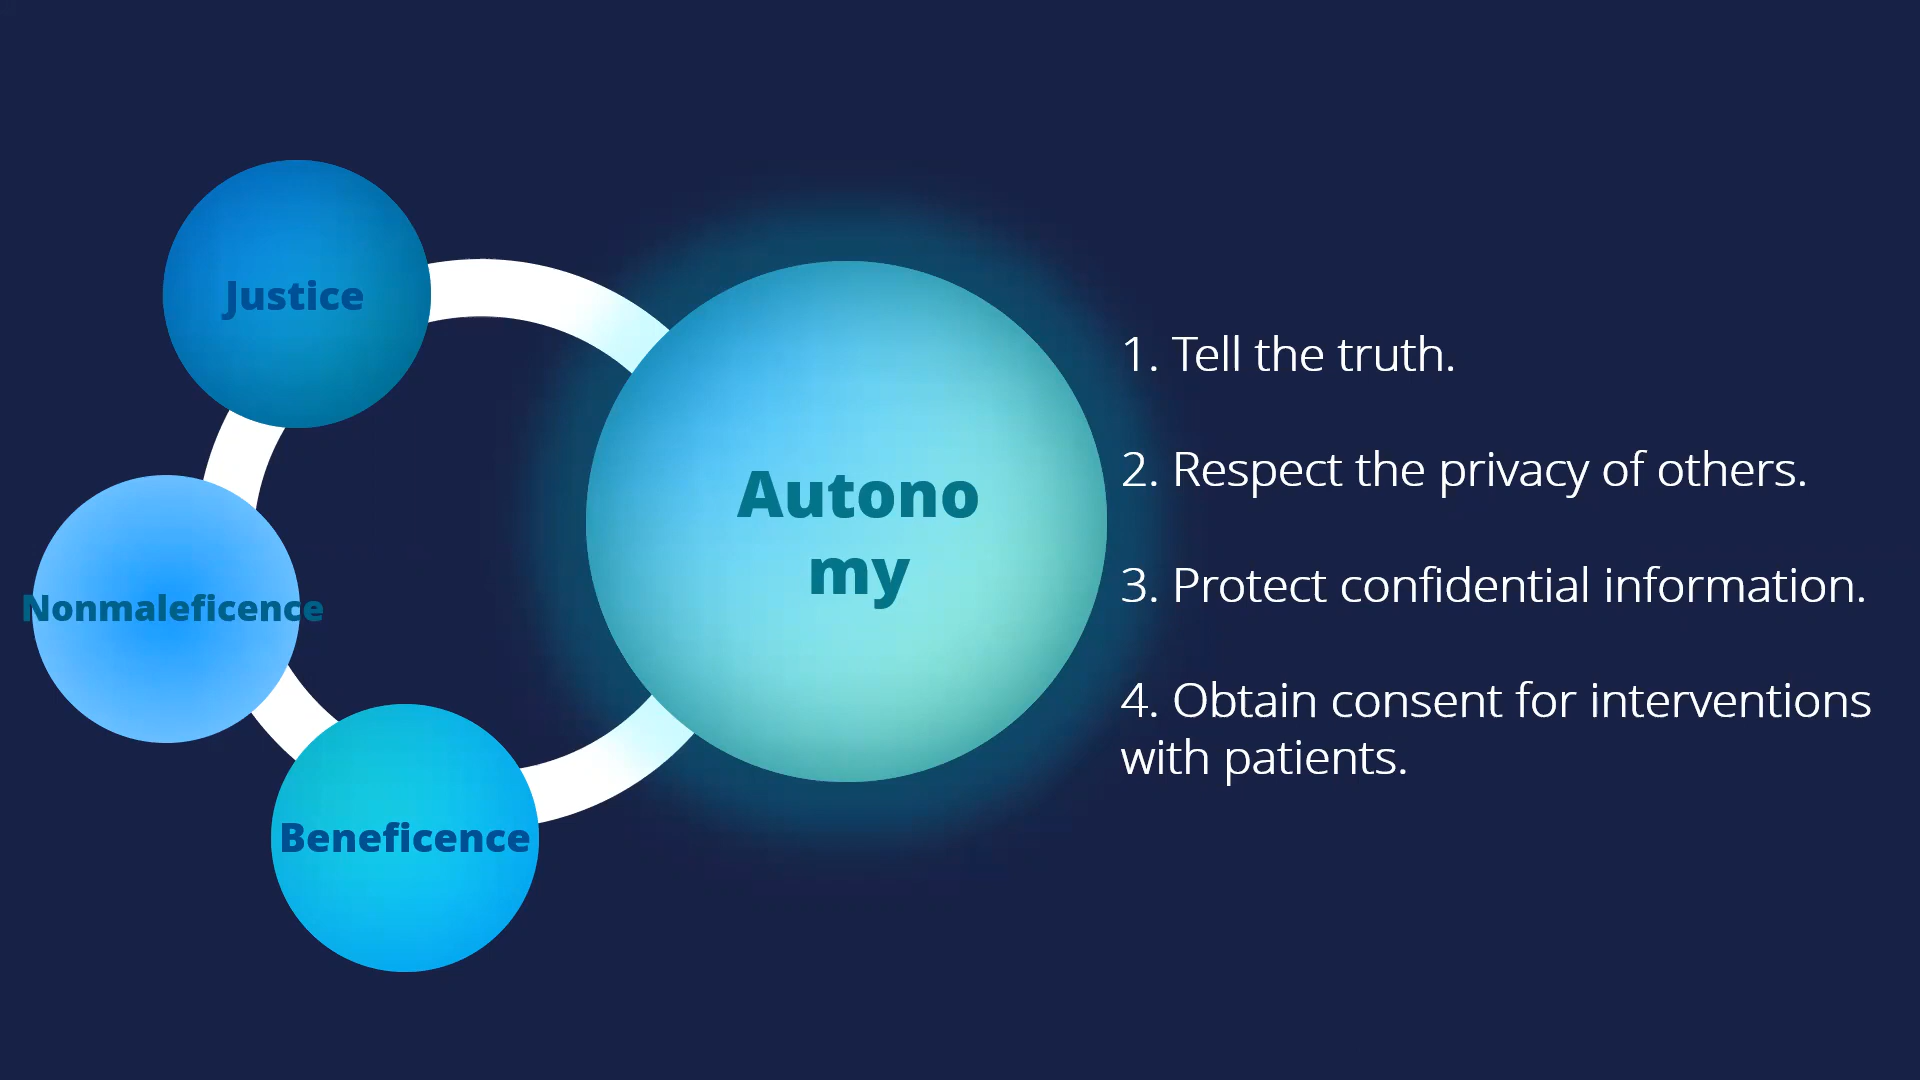 Justice
Nonmaleficence
Beneficence
Autono
my
1. Tell the truth.
2. Respect the privacy of others.
3. Protect confidential information.
4. Obtain consent for interventions
with patients.